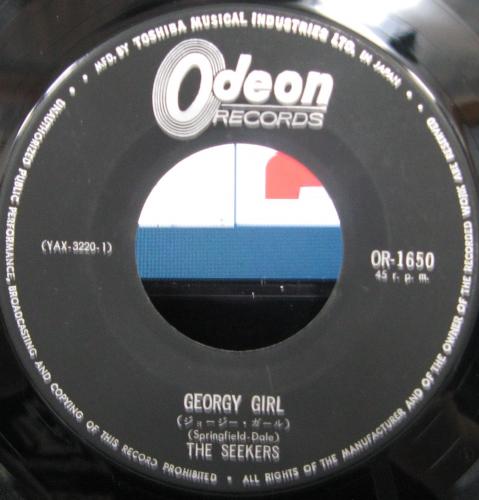 MFD. BY TOSHIBA MUSICAL INDUSTRIES LTD. IN JAPAN
Odeon
RECORDS
(YAX-3220-1)
OR-1650
45 r. p. m.
GEORGY GIRL
(ジョージー・ガール)
(Springfield-Dale)
THE SEEKERS
UNAUTHORIZED PUBLIC PERFORMANCE, BROADCASTING AND COPYING OF THIS RECORD PROHIBITED • ALL RIGHTS OF THE MANUFACTURER AND OF THE OWNER OF THE RECORDED WORK ARE RESERVED